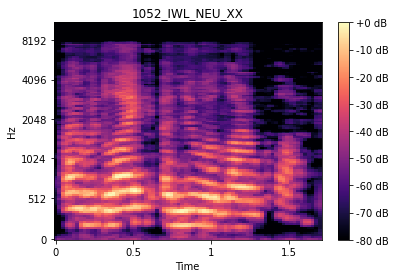 1052_IWL_NEU_XX
+0 dB
8192
-10 dB
4096
-20 dB
-30 dB
2048
Hz
-40 dB
1024
-50 dB
512
-60 dB
-70 dB
0
-80 dB
0
0.5
1
1.5
Time